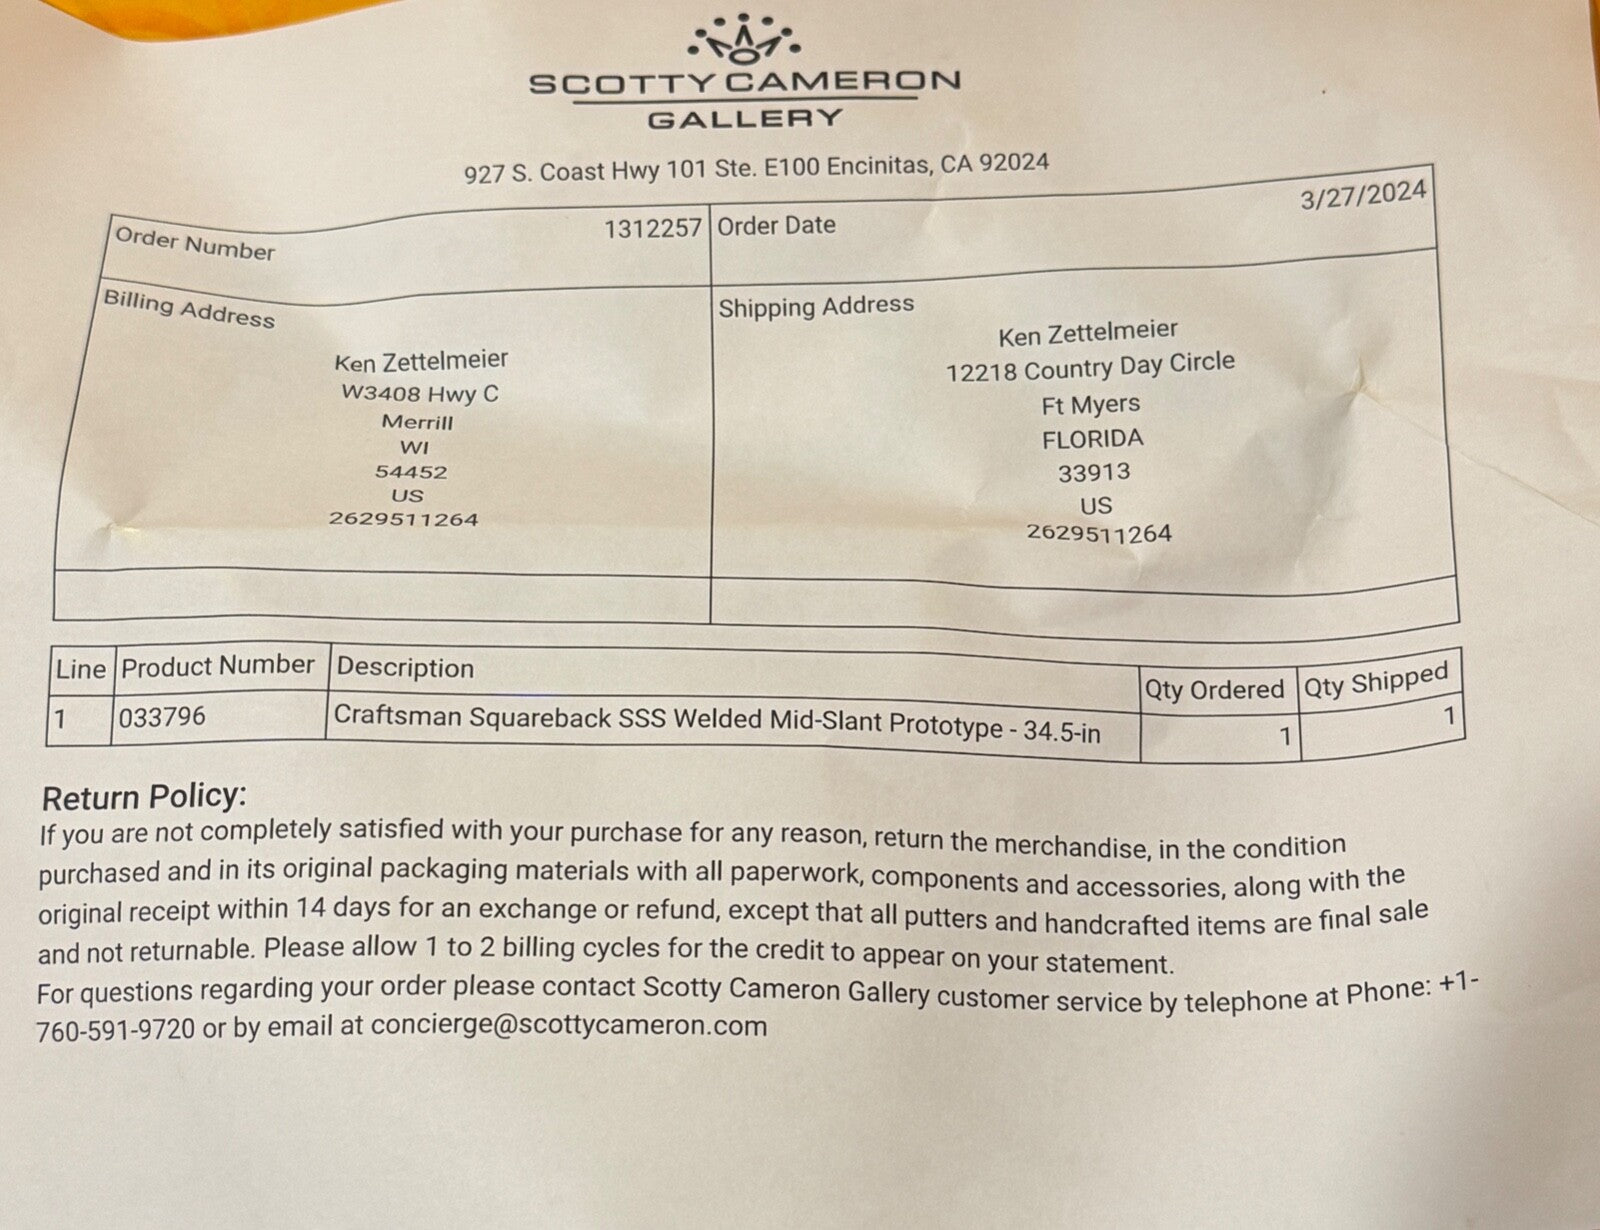 SCOTTY CAMERON
GALLERY
927 S. Coast Hwy 101 Ste. E100 Encinitas, CA 92024
Order Number 1312257 Order Date 3/27/2024
Billing Address
Ken Zettelmeier
W3408 Hwy C
Merrill
WI
54452
US
2629511264
Shipping Address
Ken Zettelmeier
12218 Country Day Circle
Ft Myers
FLORIDA
33913
US
2629511264
Line Product Number Description Qty Ordered Qty Shipped
1 033796 Craftsman Squareback SSS Welded Mid-Slant Prototype - 34.5-in 1 1
Return Policy:
If you are not completely satisfied with your purchase for any reason, return the merchandise, in the condition
purchased and in its original packaging materials with all paperwork, components and accessories, along with the
original receipt within 14 days for an exchange or refund, except that all putters and handcrafted items are final sale
and not returnable. Please allow 1 to 2 billing cycles for the credit to appear on your statement.
For questions regarding your order please contact Scotty Cameron Gallery customer service by telephone at Phone: +1-
760-591-9720 or by email at concierge@scottycameron.com